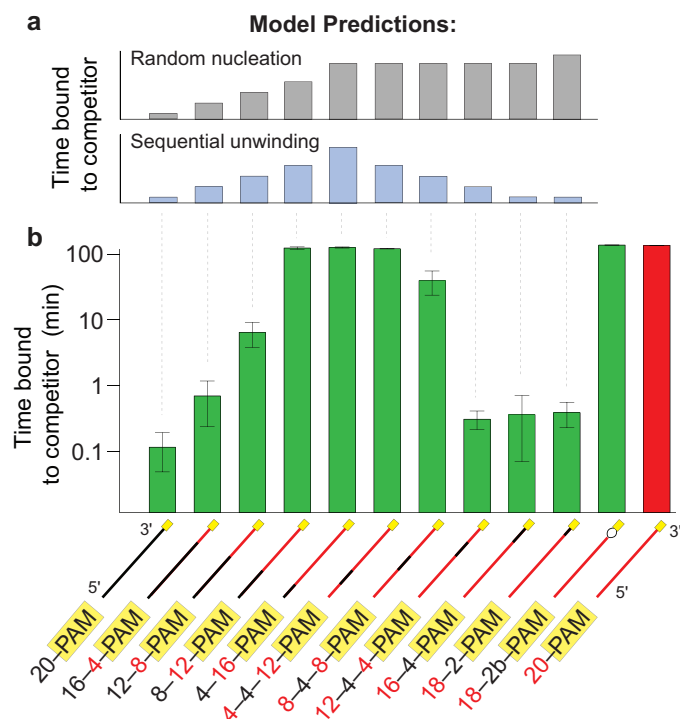 a
Model Predictions:
Time bound
to competitor
Random nucleation
Sequential unwinding
b
Time bound
to competitor (min)
100
10
1
0.1
3'
5'
3'
5'
20–PAM
16–4–PAM
12–8–PAM
8–12–PAM
4–16–PAM
4–4–12–PAM
8–4–8–PAM
12–4–4–PAM
16–4–PAM
18–2–PAM
18–2b–PAM
20–PAM